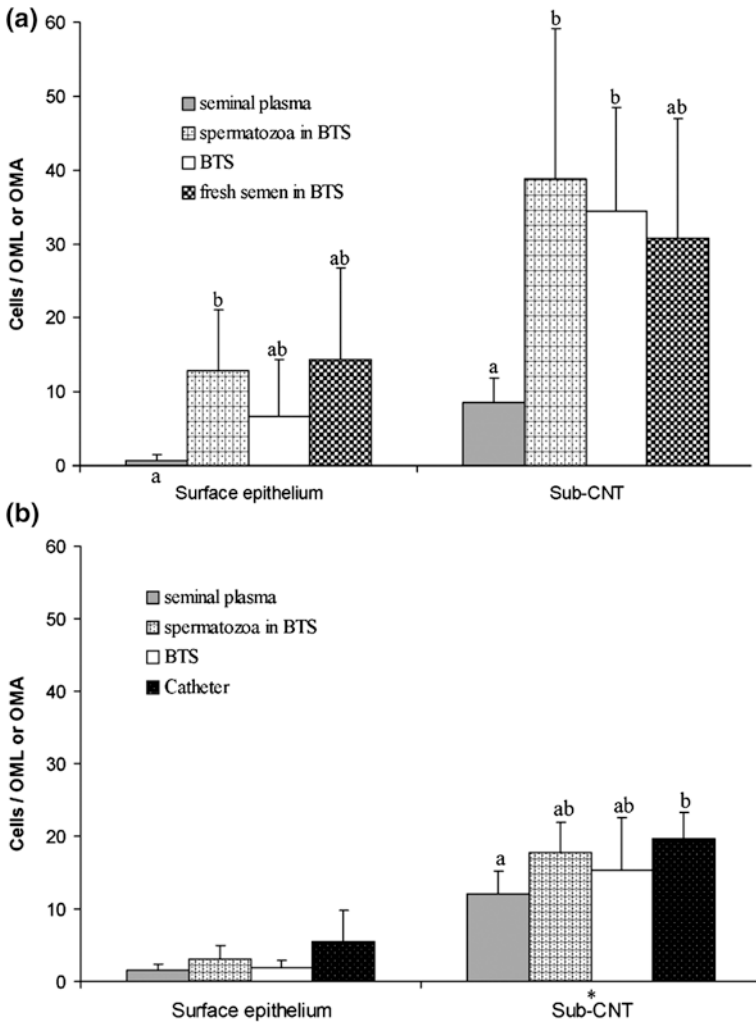 (a)
60
50
40
30
20
10
0
Cells / OML or OMA
seminal plasma
spermatozoa in BTS
BTS
fresh semen in BTS
a
b
ab
ab
a
b
b
ab
Surface epithelium
Sub-CNT
(b)
60
50
40
30
20
10
0
Cells / OML or OMA
seminal plasma
spermatozoa in BTS
BTS
Catheter
a
ab
ab
b
Surface epithelium
Sub-CNT
*